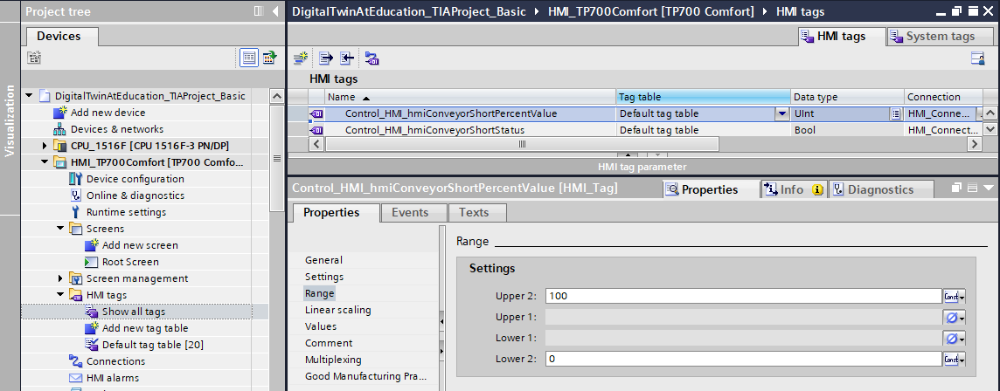 Project tree
DigitalTwinAtEducation_TIAProject_Basic
HMI_TP700Comfort [TP700 Comfort]
HMI tags
Devices
HMI tags
System tags
HMI tags
Name
Tag table
Data type
Connection
Control_HMI_hmiConveyorShortPercentValue
Default tag table
UInt
HMI_Conne...
Control_HMI_hmiConveyorShortStatus
Default tag table
Bool
HMI_Connect...
Visualization
DigitalTwinAtEducation_TIAProject_Basic
Add new device
Devices & networks
CPU_1516F [CPU 1516F-3 PN/DP]
HMI_TP700Comfort [TP700 Comfo...
Device configuration
Online & diagnostics
Runtime settings
Screens
Add new screen
Root Screen
Screen management
HMI tags
Show all tags
Add new tag table
Default tag table [20]
Connections
HMI alarms
HMI tag parameter
Control_HMI_hmiConveyorShortPercentValue [HMI_Tag]
Properties
Info
Diagnostics
Properties
Events
Texts
General
Settings
Range
Linear scaling
Values
Comment
Multiplexing
Good Manufacturing Pra...
Range
Settings
Upper 2:
100
Const
Upper 1:
Lower 1:
Lower 2:
0
Const